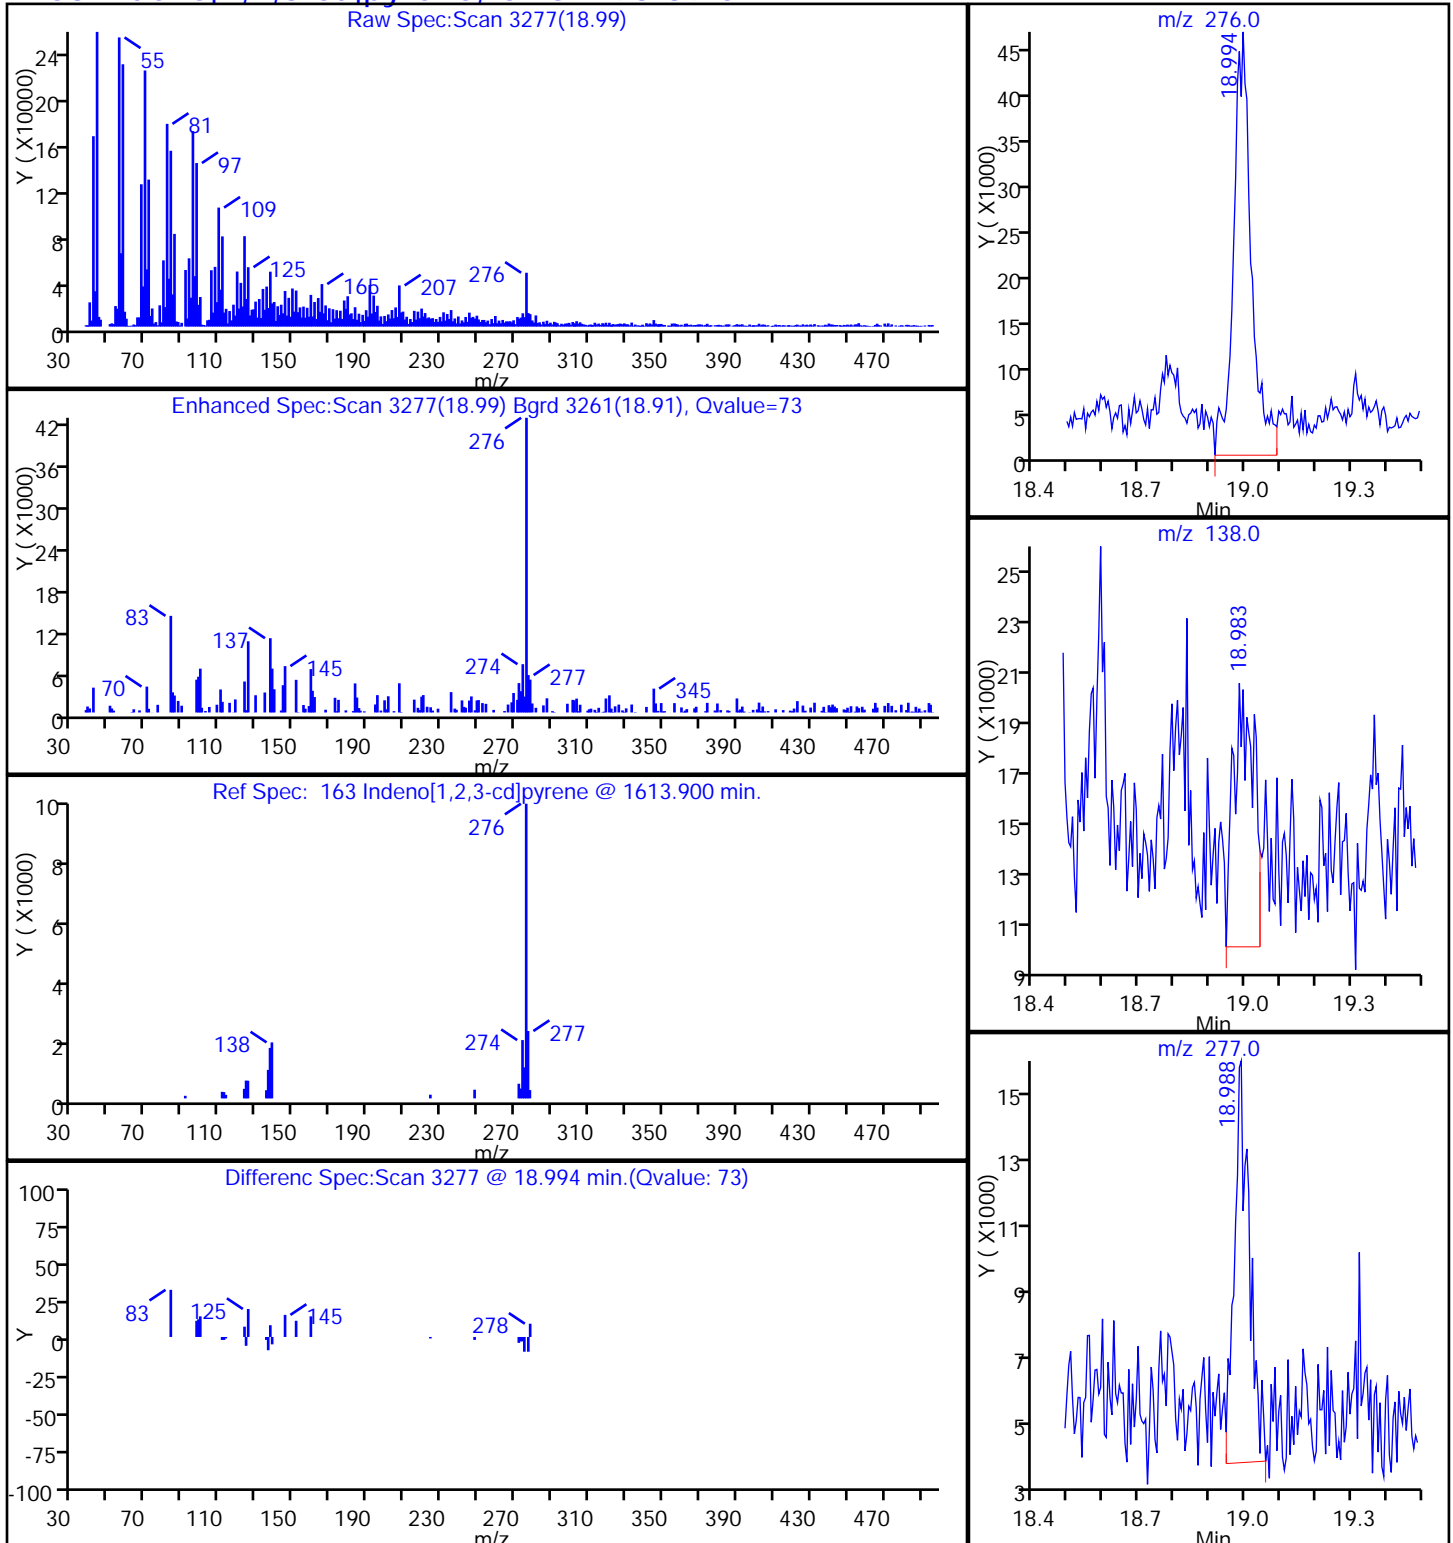 Raw Spec:Scan 3277(18.99)
Y ( X10000)
24
20
16
12
8
4
0
55
81
97
109
125
165
207
276
30 70 110 150 190 230 270 310 350 390 430 470
m/z
Enhanced Spec:Scan 3277(18.99) Bgrd 3261(18.91), Qvalue=73
Y ( X1000)
42
36
30
24
18
12
6
0
70
83
137
145
274
276
277
345
30 70 110 150 190 230 270 310 350 390 430 470
m/z
Ref Spec: 163 Indeno[1,2,3-cd]pyrene @ 1613.900 min.
Y ( X1000)
10
8
6
4
2
0
138
274
276
277
30 70 110 150 190 230 270 310 350 390 430 470
m/z
Differenc Spec:Scan 3277 @ 18.994 min.(Qvalue: 73)
Y
100
75
50
25
0
-25
-50
-75
-100
83
125
145
278
30 70 110 150 190 230 270 310 350 390 430 470
m/z
m/z 276.0
Y ( X1000)
45
40
35
30
25
20
15
10
5
0
18.994
18.4 18.7 19.0 19.3
Min
m/z 138.0
Y ( X1000)
25
23
21
19
17
15
13
11
9
18.983
18.4 18.7 19.0 19.3
Min
m/z 277.0
Y ( X1000)
15
13
11
9
7
5
3
18.988
18.4 18.7 19.0 19.3
Min